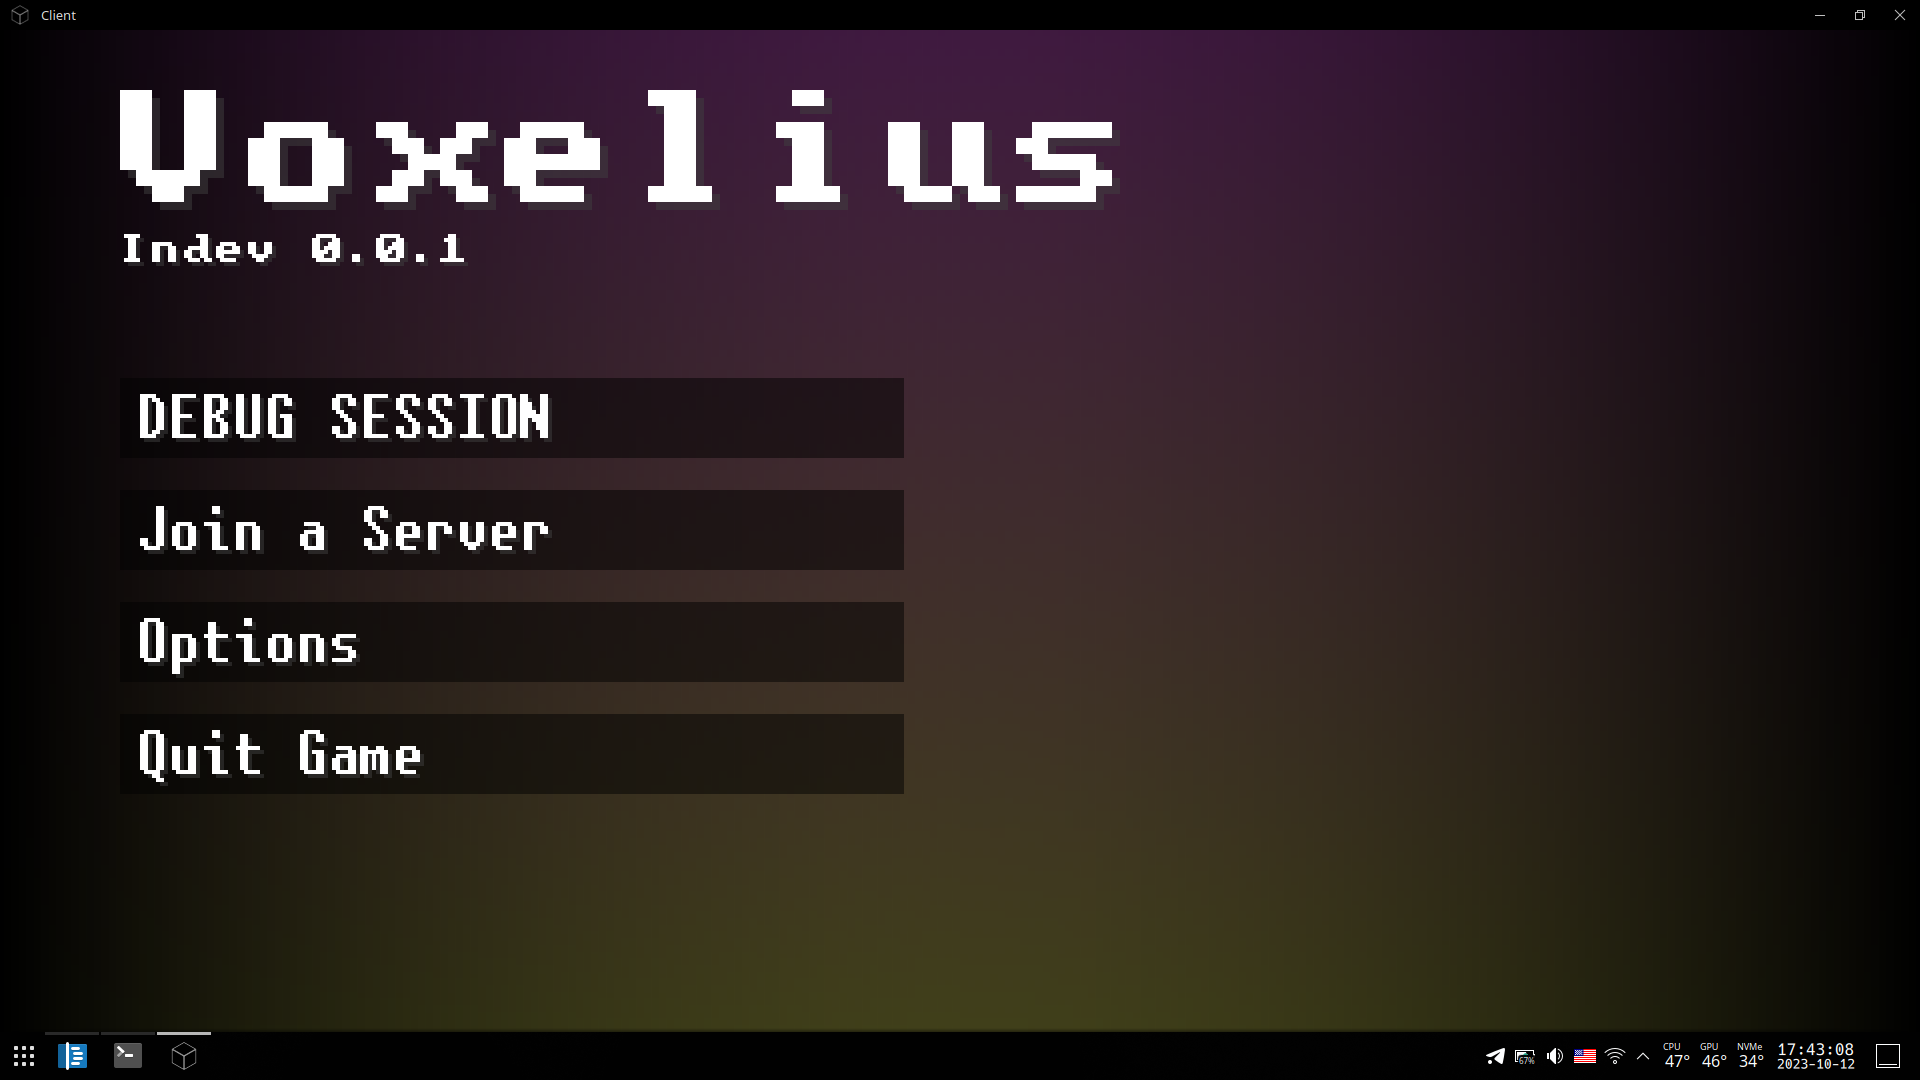 Client
Voxelius
Indev 0.0.1
DEBUG SESSION
Join a Server
Options
Quit Game
67%
CPU GPU NVMe
47° 46° 34°
17:43:08
2023-10-12